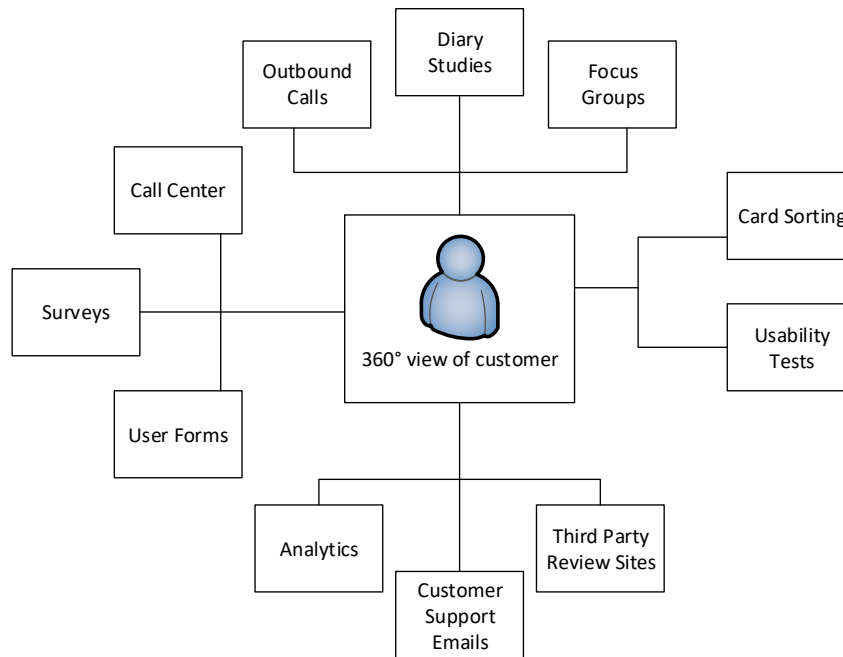 Diary
Studies
Outbound
Calls
Focus
Groups
Call Center
Card Sorting
Surveys
360° view of customer
Usability
Tests
User Forms
Analytics
Third Party
Review Sites
Customer
Support
Emails